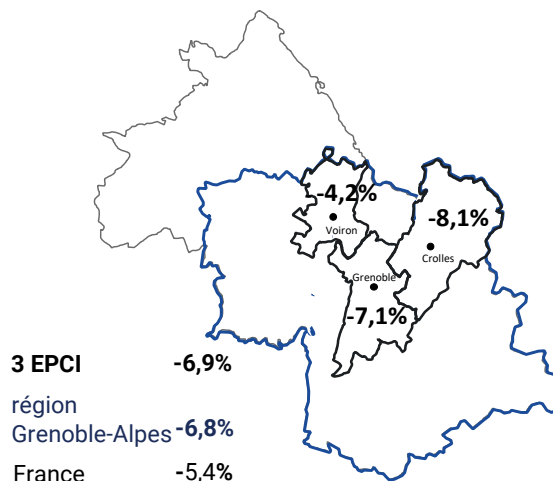 -4,2%
Voiron
-8,1%
Crolles
Grenoble
-7,1%
3 EPCI -6,9%
région
Grenoble-Alpes -6,8%
France -5,4%